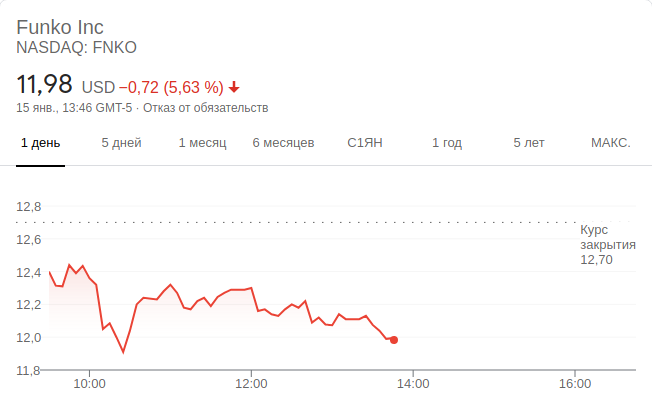 Funko Inc
NASDAQ: FNKO
11,98 USD −0,72 (5,63 %)
15 янв., 13:46 GMT-5 · Отказ от обязательств
1 день 5 дней 1 месяц 6 месяцев С1ЯН 1 год 5 лет МАКС.
12,8
Курс
12,6
закрытия
12,70
12,4
12,2
12,0
11,8
10:00 12:00 14:00 16:00